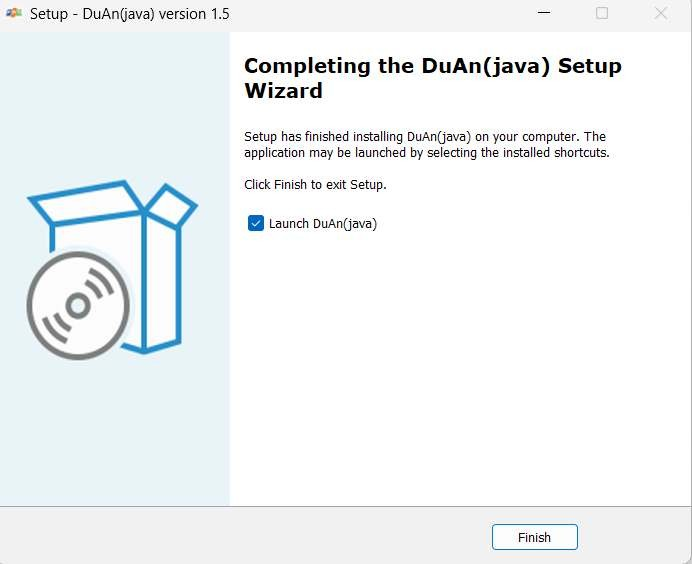 Setup - DuAn(java) version 1.5
Completing the DuAn(java) Setup
Wizard
Setup has finished installing DuAn(java) on your computer. The
application may be launched by selecting the installed shortcuts.
Click Finish to exit Setup.
Launch DuAn(java)
Finish